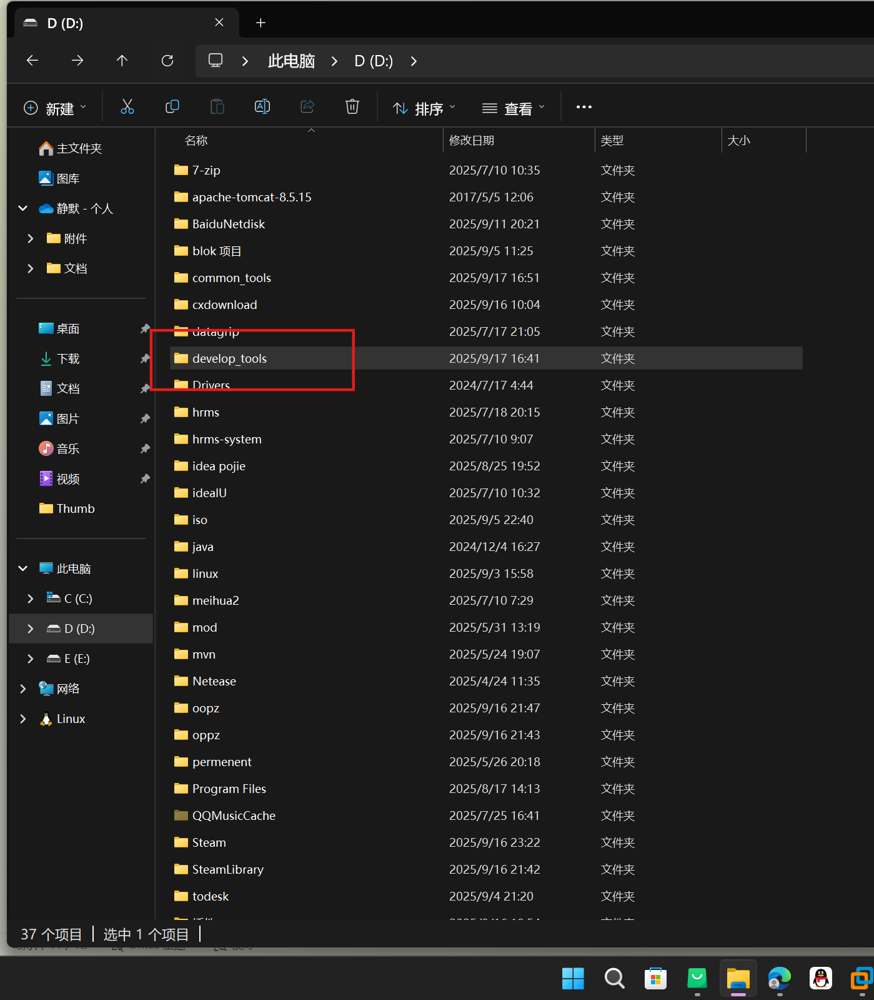 D (D:)
此电脑
D (D:)
新建
排序
查看
名称
修改日期
类型
大小
主文件夹
图库
静默 - 个人
附件
文档
桌面
下载
文档
图片
音乐
视频
Thumb
此电脑
C (C:)
D (D:)
E (E:)
网络
Linux
7-zip 2025/7/10 10:35 文件夹
apache-tomcat-8.5.15 2017/5/5 12:06 文件夹
BaiduNetdisk 2025/9/11 20:21 文件夹
blok 项目 2025/9/5 11:25 文件夹
common_tools 2025/9/17 16:51 文件夹
cxdownload 2025/9/16 10:04 文件夹
datagrip 2025/7/17 21:05 文件夹
develop_tools 2025/9/17 16:41 文件夹
Drivers 2024/7/17 4:44 文件夹
hrms 2025/7/18 20:15 文件夹
hrms-system 2025/7/10 9:07 文件夹
idea pojie 2025/8/25 19:52 文件夹
ideaIU 2025/7/10 10:32 文件夹
iso 2025/9/5 22:40 文件夹
java 2024/12/4 16:27 文件夹
linux 2025/9/3 15:58 文件夹
meihua2 2025/7/10 7:29 文件夹
mod 2025/5/31 13:19 文件夹
mvn 2025/5/24 19:07 文件夹
Netease 2025/4/24 11:35 文件夹
oopz 2025/9/16 21:47 文件夹
oppz 2025/9/16 21:43 文件夹
permenent 2025/5/26 20:18 文件夹
Program Files 2025/8/17 14:13 文件夹
QQMusicCache 2025/7/25 16:41 文件夹
Steam 2025/9/16 23:22 文件夹
SteamLibrary 2025/9/16 21:42 文件夹
todesk 2025/9/4 21:20 文件夹
37 个项目
选中 1 个项目